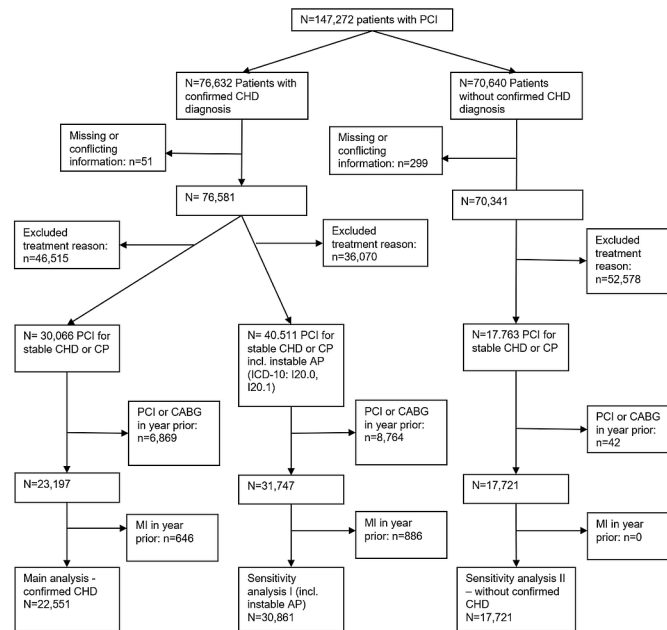 N=147,272 patients with PCI
N=76,632 Patients with
confirmed CHD
diagnosis
N=70,640 Patients
without confirmed CHD
diagnosis
Missing or
conflicting
information: n=51
Missing or
conflicting
information: n=299
N= 76,581
N=70,341
Excluded
treatment reason:
n=46,515
Excluded
treatment reason:
n=36,070
Excluded
treatment reason:
n=52,578
N= 30,066 PCI for
stable CHD or CP
N= 40.511 PCI for
stable CHD or CP
incl. instable AP
(ICD-10: I20.0,
I20.1)
N=17.763 PCI for
stable CHD or CP
PCI or CABG
in year prior:
n=6,869
PCI or CABG
in year prior:
n=8,764
PCI or CABG
in year prior:
n=42
N=23,197
N=31,747
N=17,721
MI in year
prior: n=646
MI in year
prior: n=886
MI in year
prior: n=0
Main analysis -
confirmed CHD
N=22,551
Sensitivity
analysis I (incl.
instable AP)
N=30,861
Sensitivity analysis II
– without confirmed
CHD
N=17,721